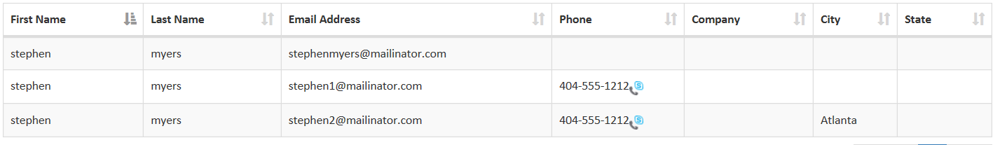 First Name Last Name Email Address Phone Company City State
stephen myers stephenmyers@mailinator.com
stephen myers stephen1@mailinator.com 404-555-1212
stephen myers stephen2@mailinator.com 404-555-1212 Atlanta